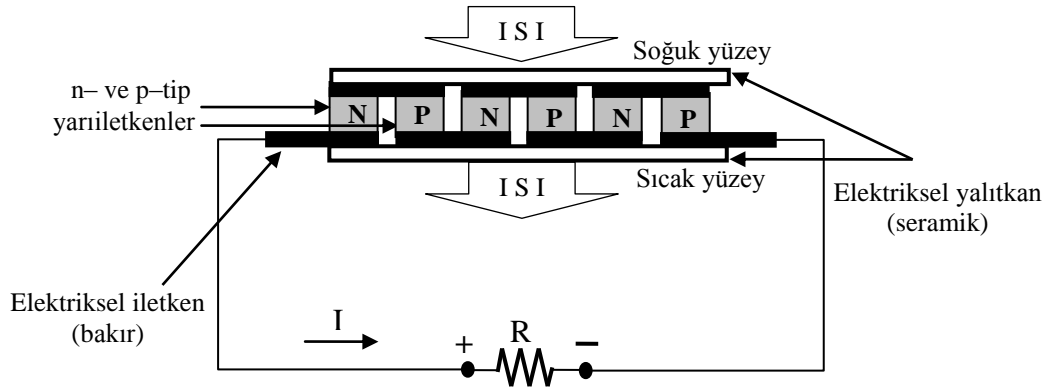 I S I
Soğuk yüzey
n– ve p–tip
yarıiletkenler
N P N P N P
I S I
Sıcak yüzey
Elektriksel yalıtkan
(seramik)
Elektriksel iletken
(bakır)
I
+ R –